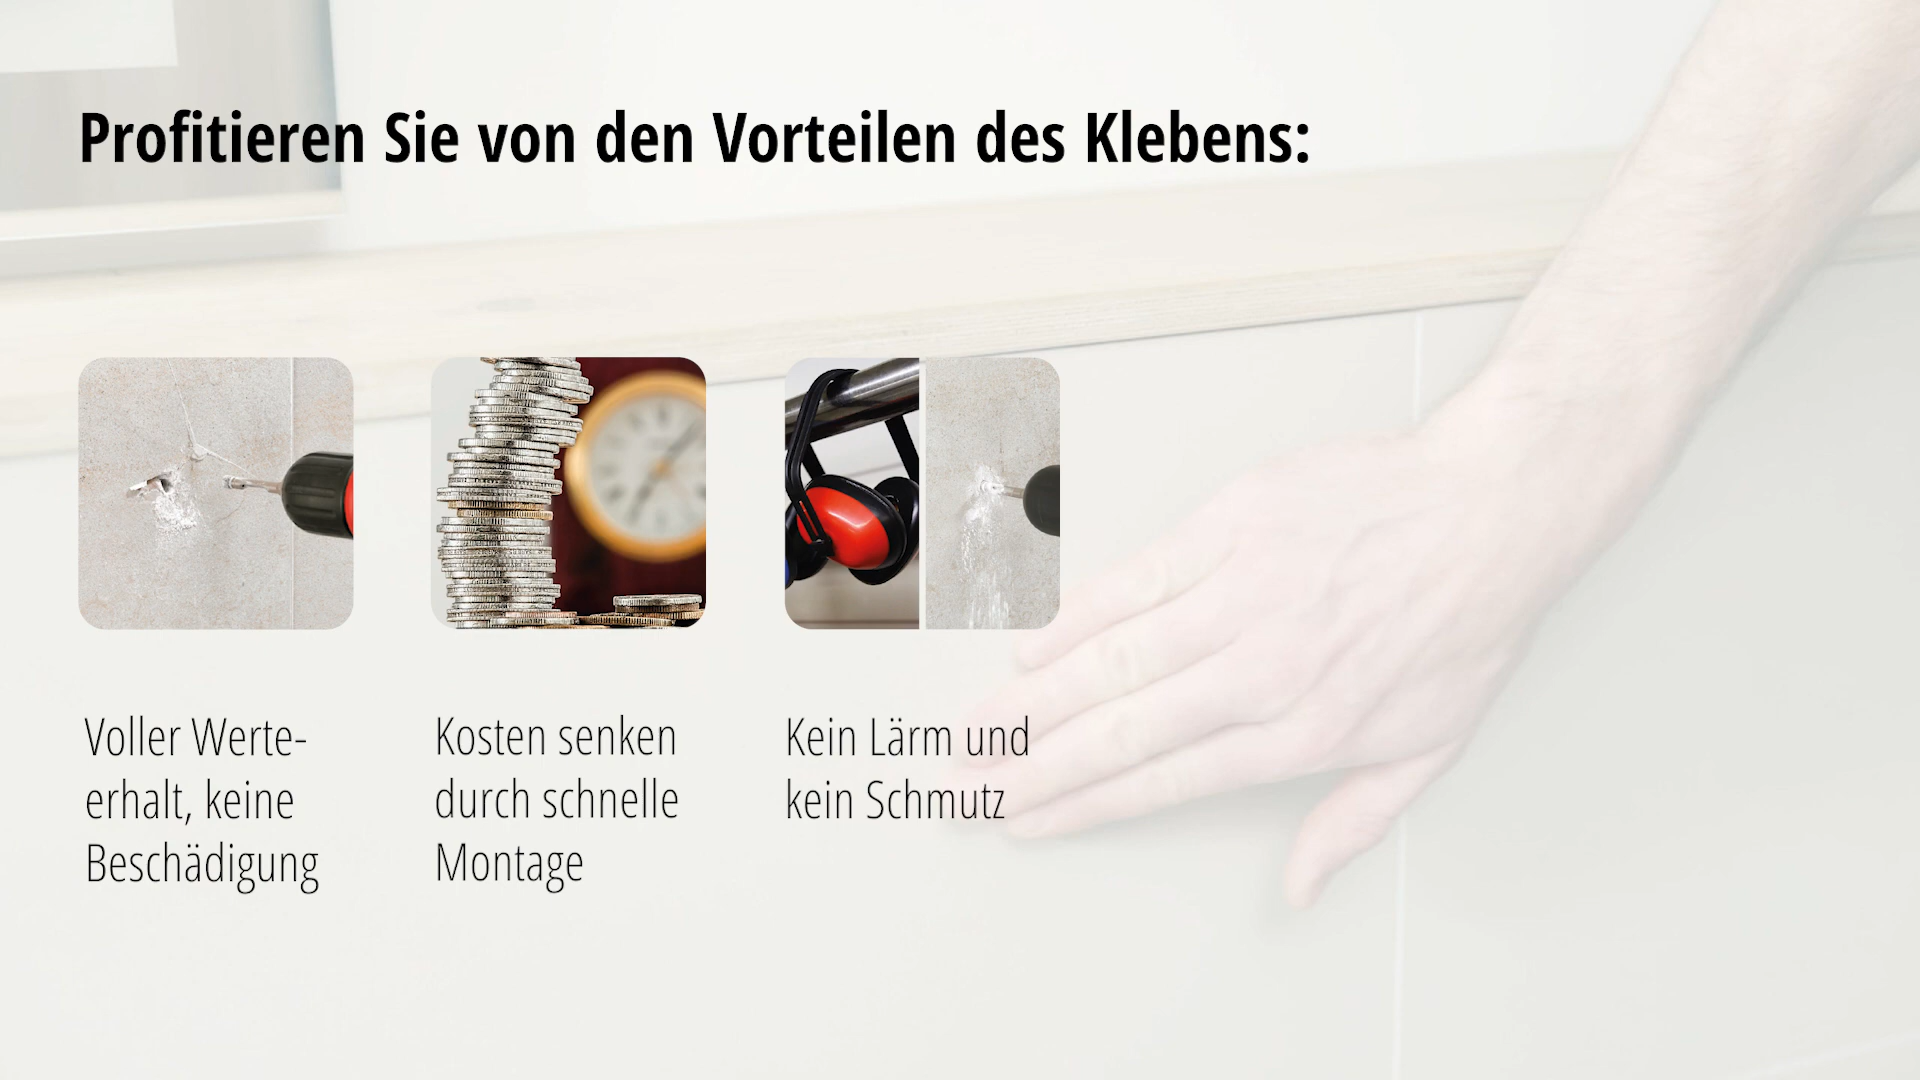 Profitieren Sie von den Vorteilen des Klebens:
Voller Werte-
erhalt, keine
Beschädigung
Kosten senken
durch schnelle
Montage
Kein Lärm und
kein Schmutz